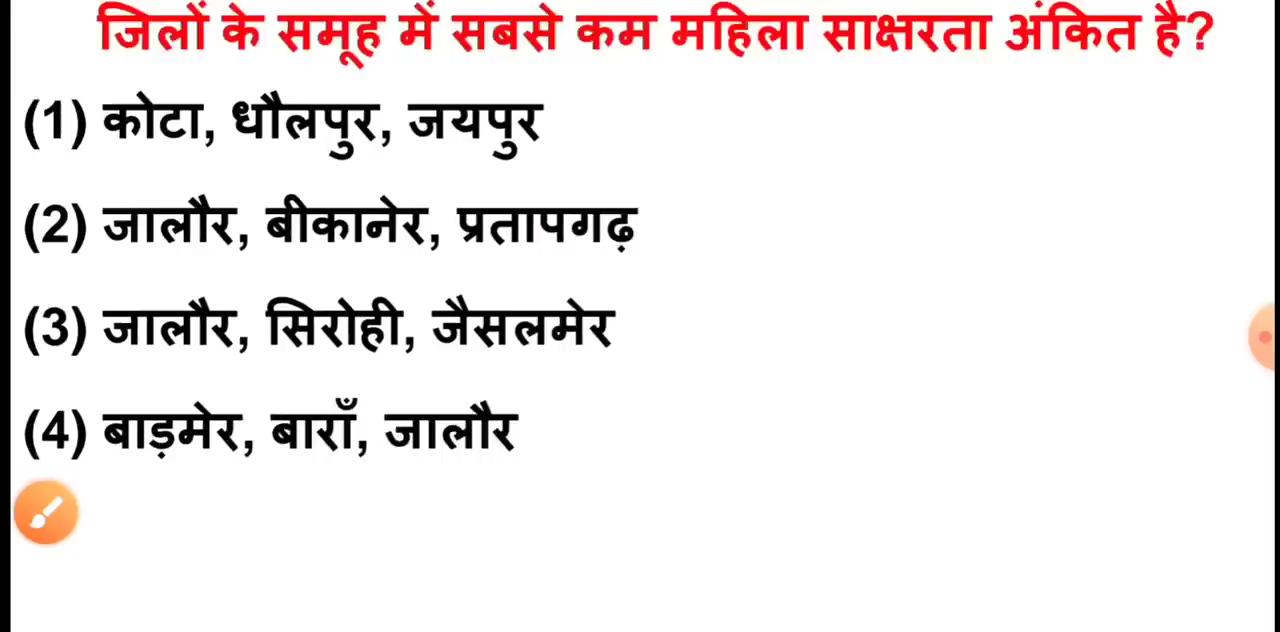 जिलों के समूह में सबसे कम महिला साक्षरता अंकित है?
(1) कोटा, धौलपुर, जयपुर
(2) जालौर, बीकानेर, प्रतापगढ़
(3) जालौर, सिरोही, जैसलमेर
(4) बाड़मेर, बाराँ, जालौर